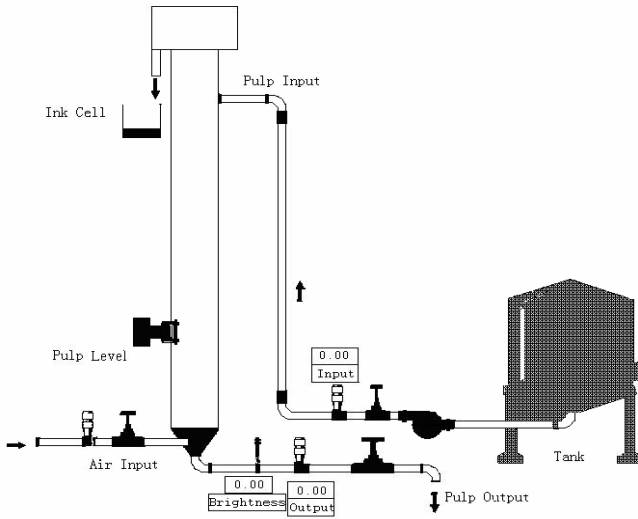 Pulp Input
Ink Cell
Pulp Level
0.00
Input
Air Input
Tank
0.00
Brightness
0.00
Output
Pulp Output